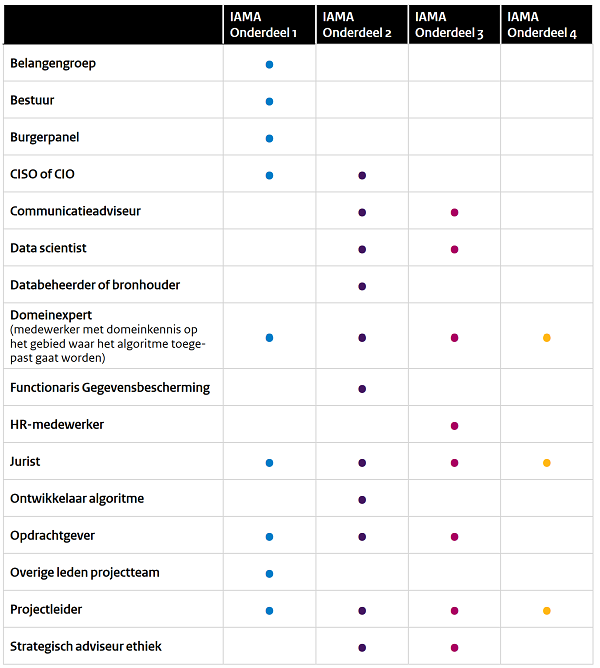 IAMA Onderdeel 1
IAMA Onderdeel 2
IAMA Onderdeel 3
IAMA Onderdeel 4
Belangengroep
Bestuur
Burgerpanel
CISO of CIO
Communicatieadviseur
Data scientist
Databeheerder of bronhouder
Domeinexpert
(medewerker met domeinkennis op
het gebied waar het algoritme toege-
past gaat worden)
Functionaris Gegevensbescherming
HR-medewerker
Jurist
Ontwikkelaar algoritme
Opdrachtgever
Overige leden projectteam
Projectleider
Strategisch adviseur ethiek